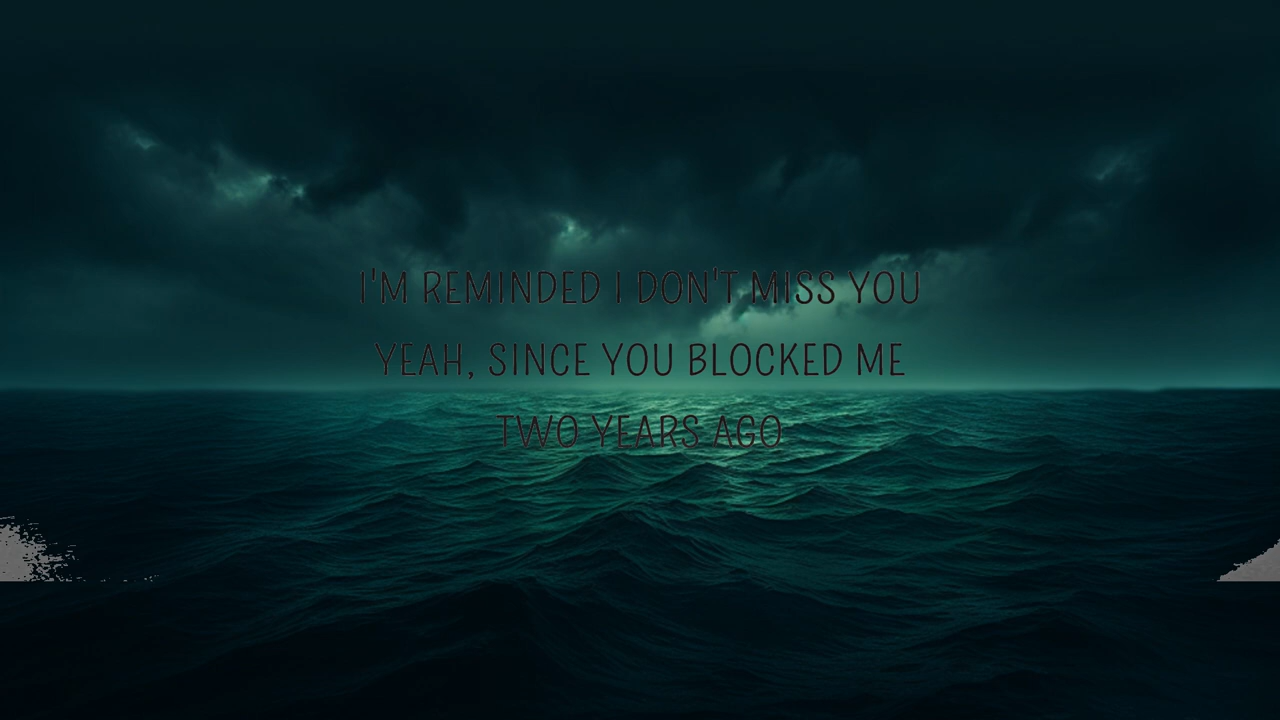 I'M REMINDED I DON'T MISS YOU
YEAH, SINCE YOU BLOCKED ME
TWO YEARS AGO